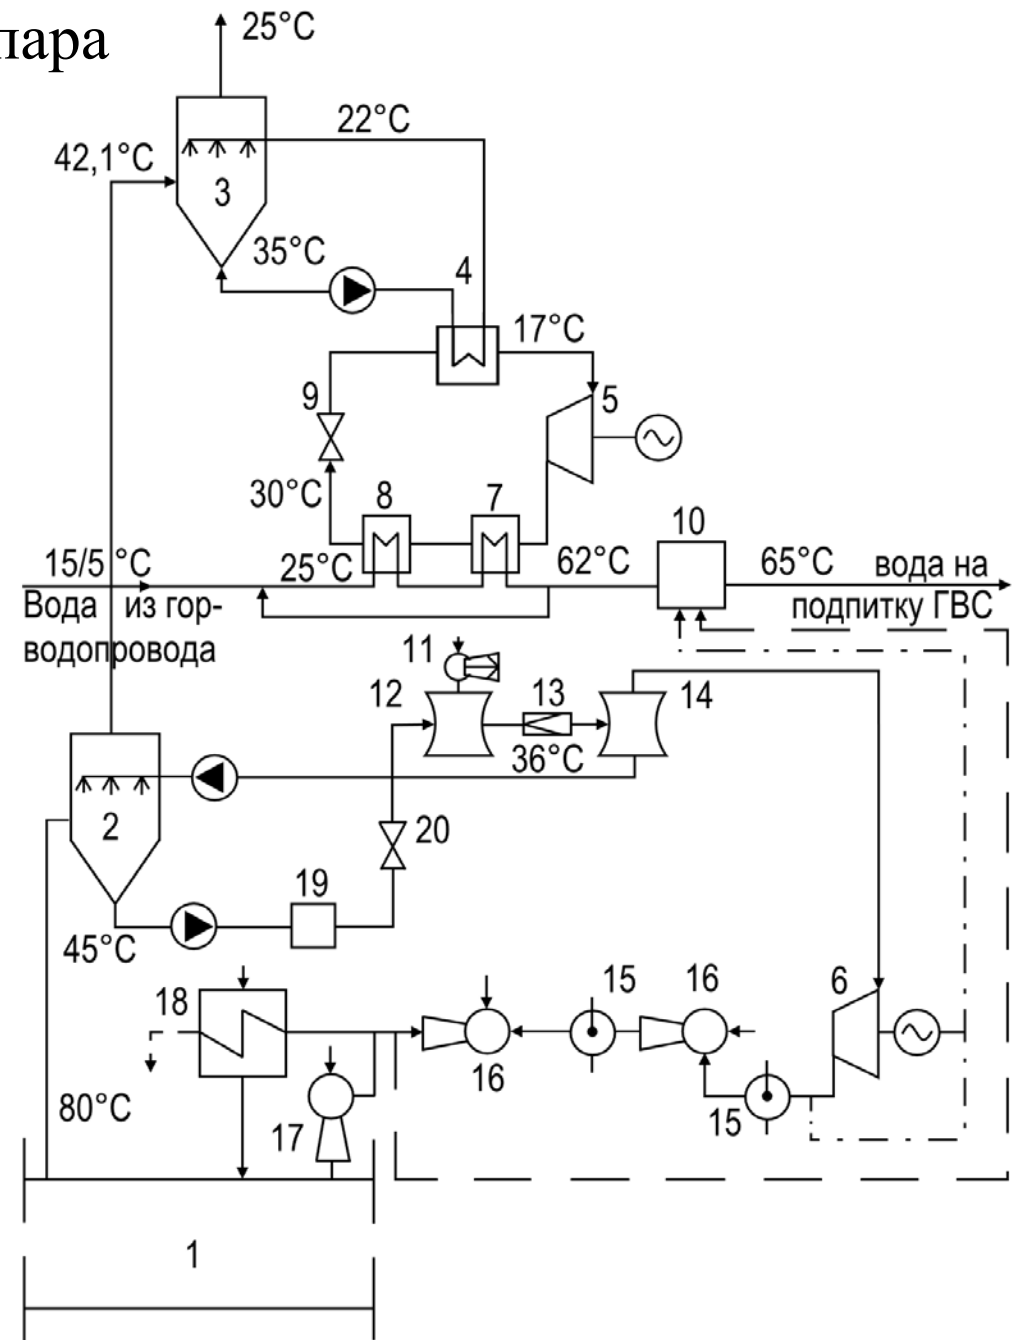 пара
25°C
22°C
42,1°C
3
35°C
4
17°C
9
5
30°C
8
7
10
15/5 °C
25°C
62°C
65°C
вода на
Вода из гор-
подпитку ГВС
водопровода
11
12
13
14
36°C
2
20
19
45°C
18
15
16
6
16
80°C
17
15
1